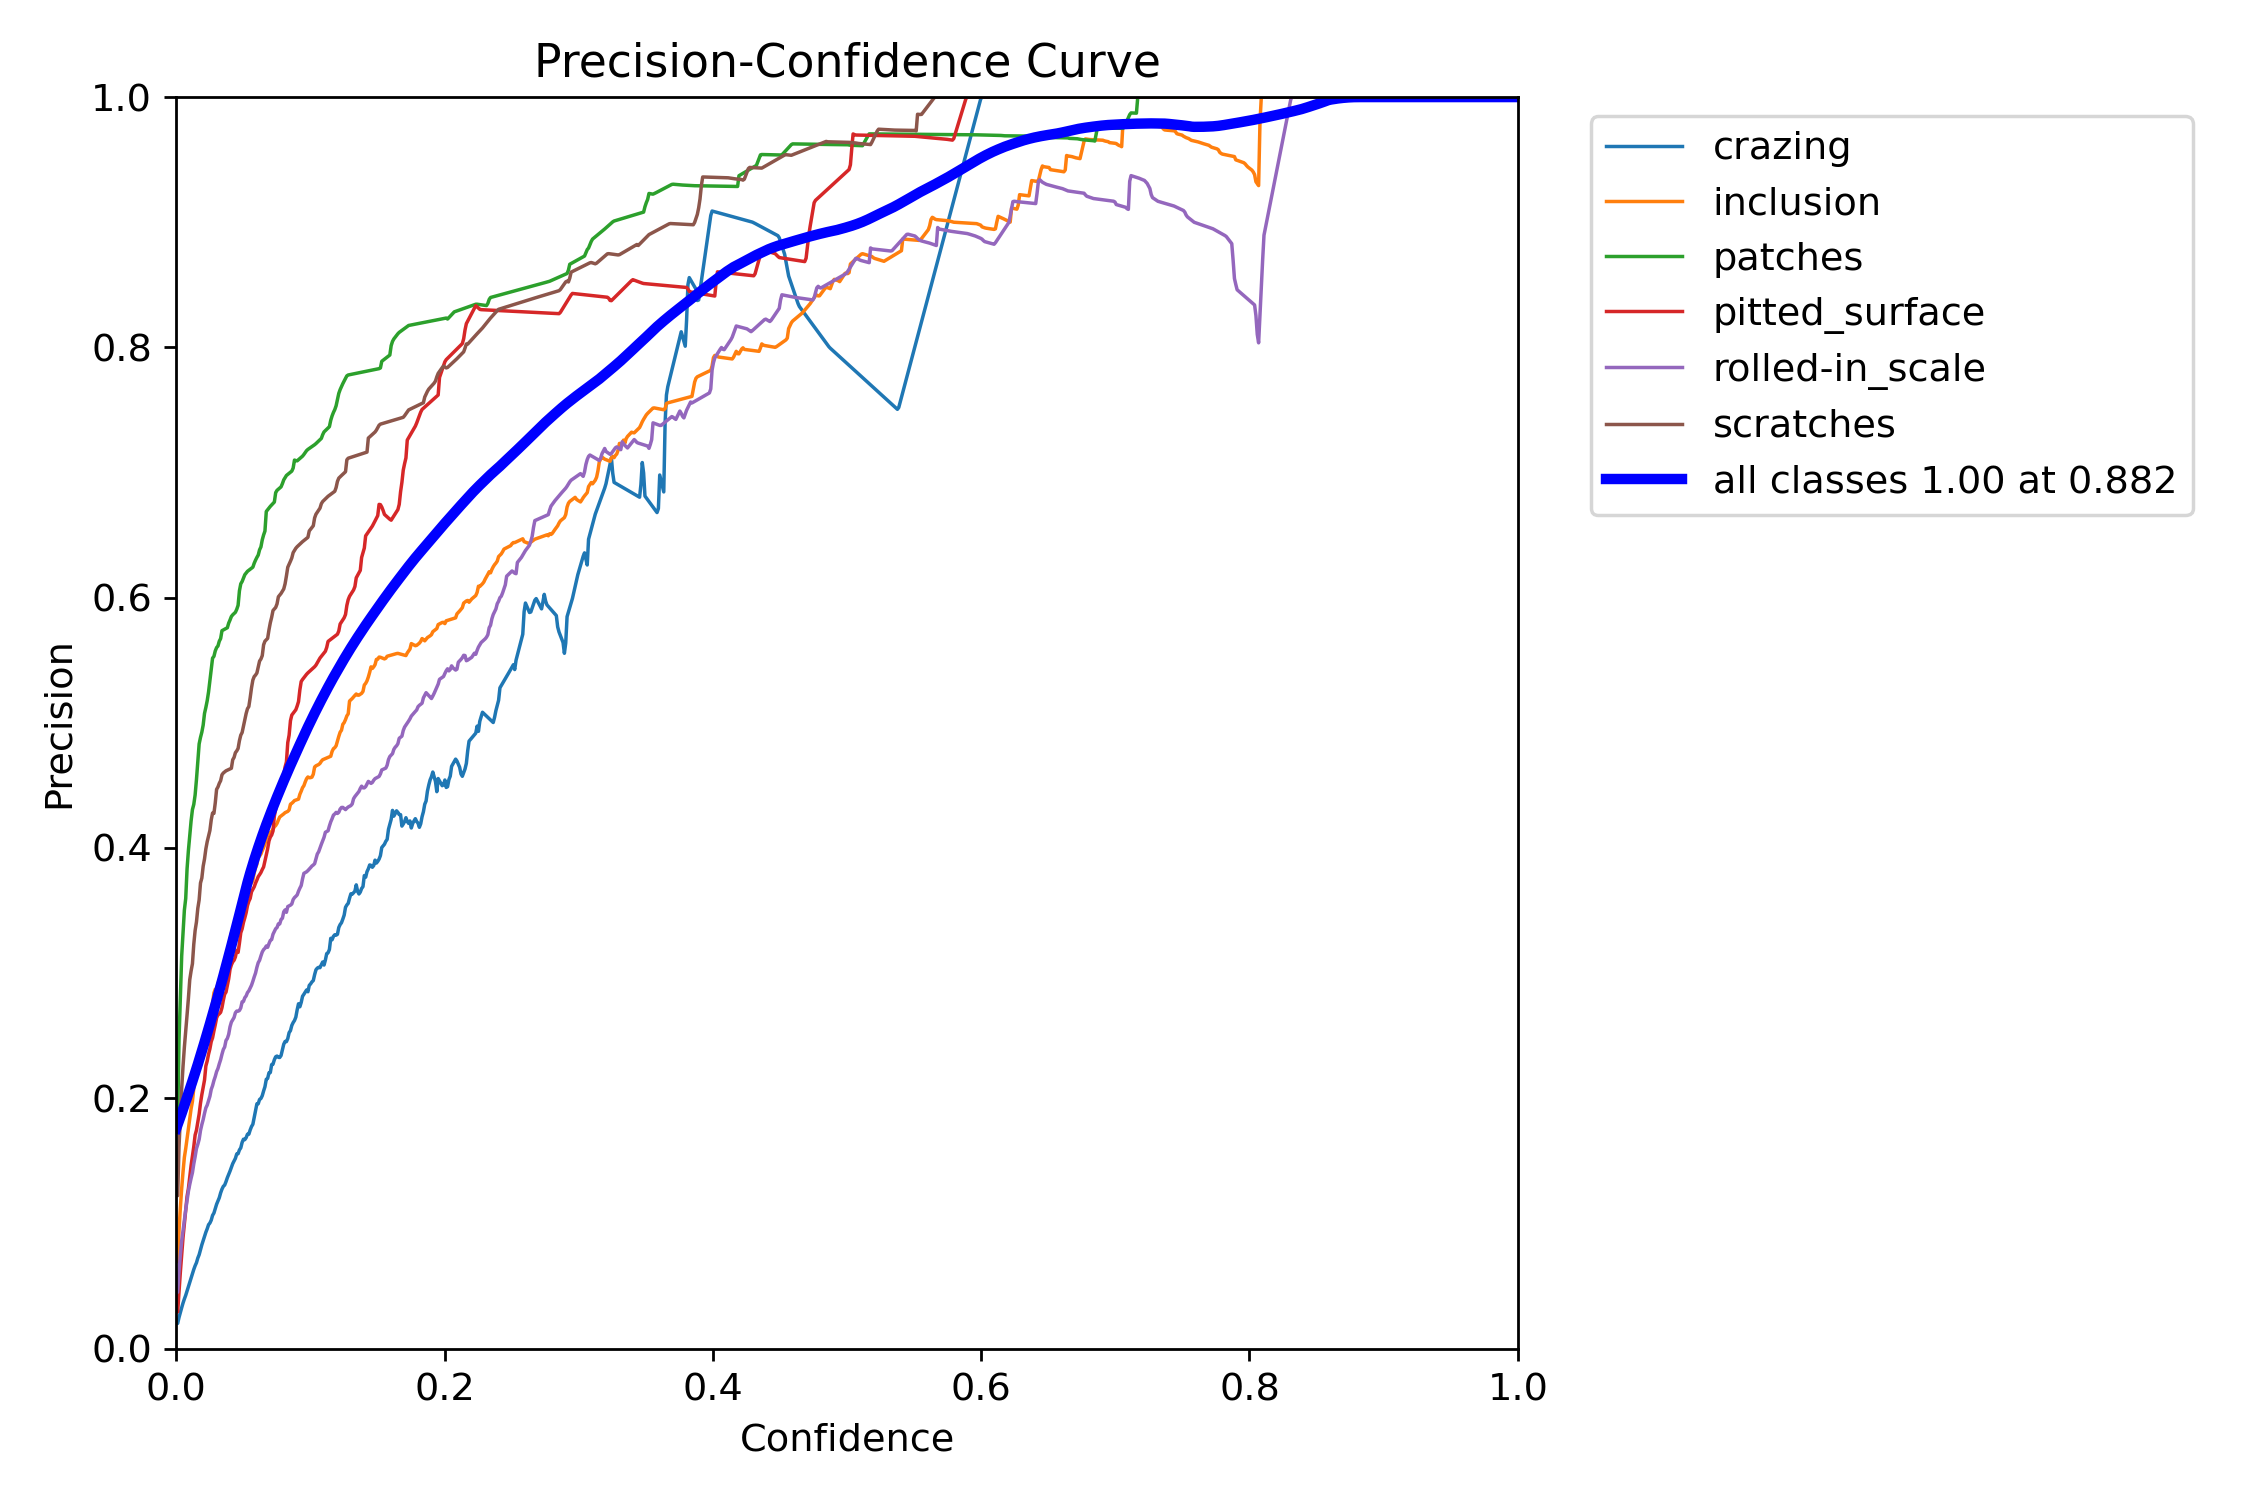 Precision-Confidence Curve
1.0
0.8
0.6
0.4
0.2
0.0
Precision
0.0 0.2 0.4 0.6 0.8 1.0
Confidence
crazing
inclusion
patches
pitted_surface
rolled-in_scale
scratches
all classes 1.00 at 0.882